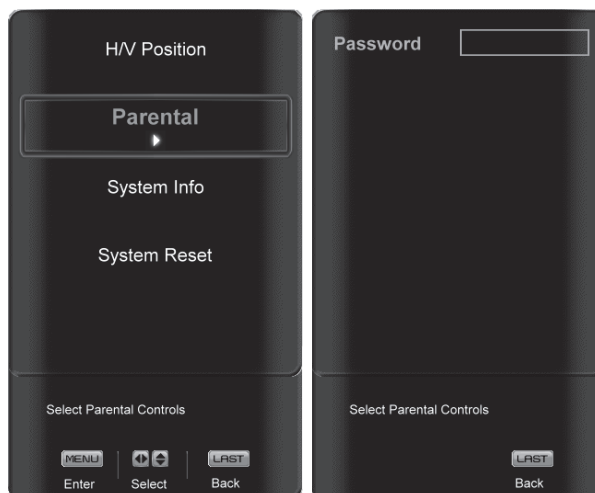 H/V Position
Parental
System Info
System Reset
Select Parental Controls
MENU
LAST
Enter
Select
Back
Password
Select Parental Controls
LAST
Back